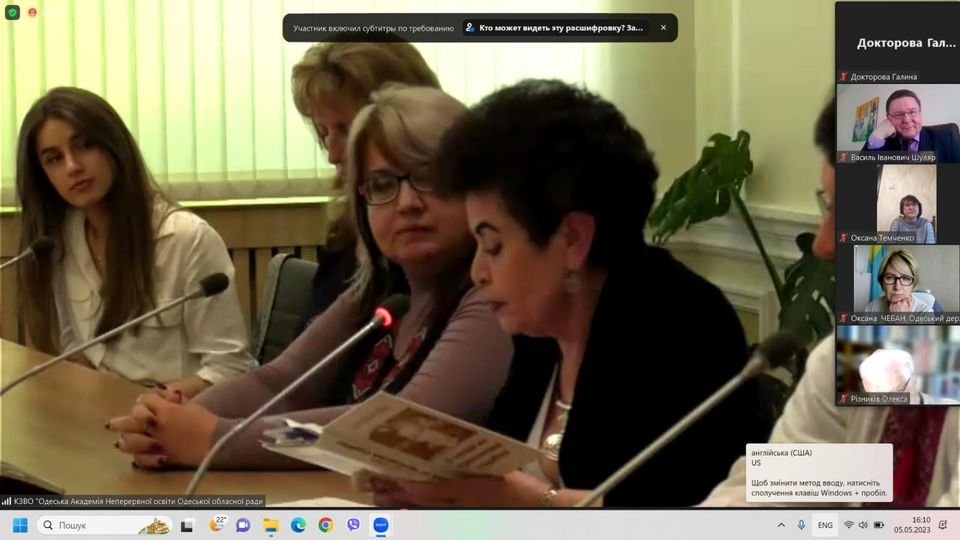 Участник включил субтитры по требованию
Кто может видеть эту расшифровку? За...
Докторова Гал...
Докторова Галина
Василь Іванович Шуляр
Оксана Темченко
Оксана ЧЕБАН. Одеський дер
Різників Олекса
англійська (США)
US
Щоб змінити метод вводу, натисніть
сполучення клавіш Windows + пробіл.
КЗВО "Одеська Академія Неперервної освіти Одеської обласної ради
Пошук
22°
ENG
16:10
05.05.2023